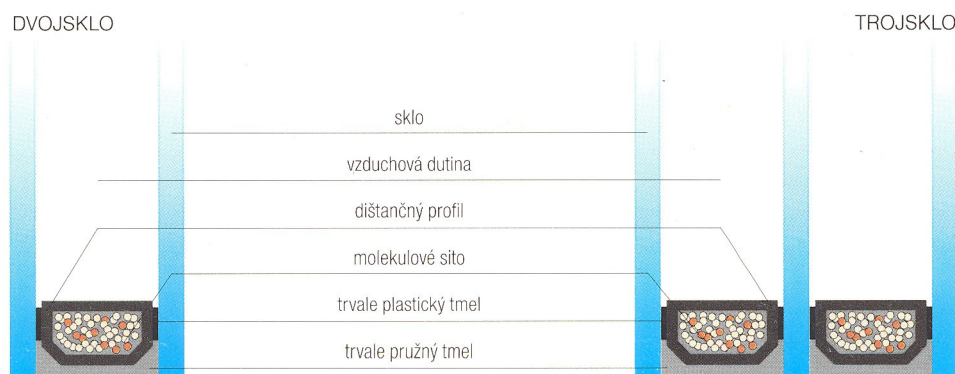 DVOJSKLO
TROJSKLO
sklo
vzduchová dutina
dištančný profil
molekulové sito
trvale plastický tmel
trvale pružný tmel